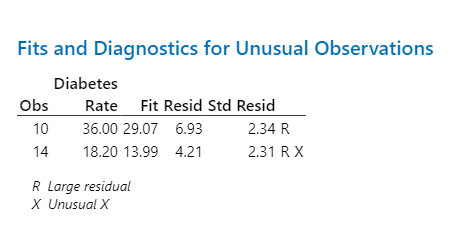 Fits and Diagnostics for Unusual Observations
Diabetes
Obs Rate Fit Resid Std Resid
10 36.00 29.07 6.93 2.34 R
14 18.20 13.99 4.21 2.31 R X
R Large residual
X Unusual X